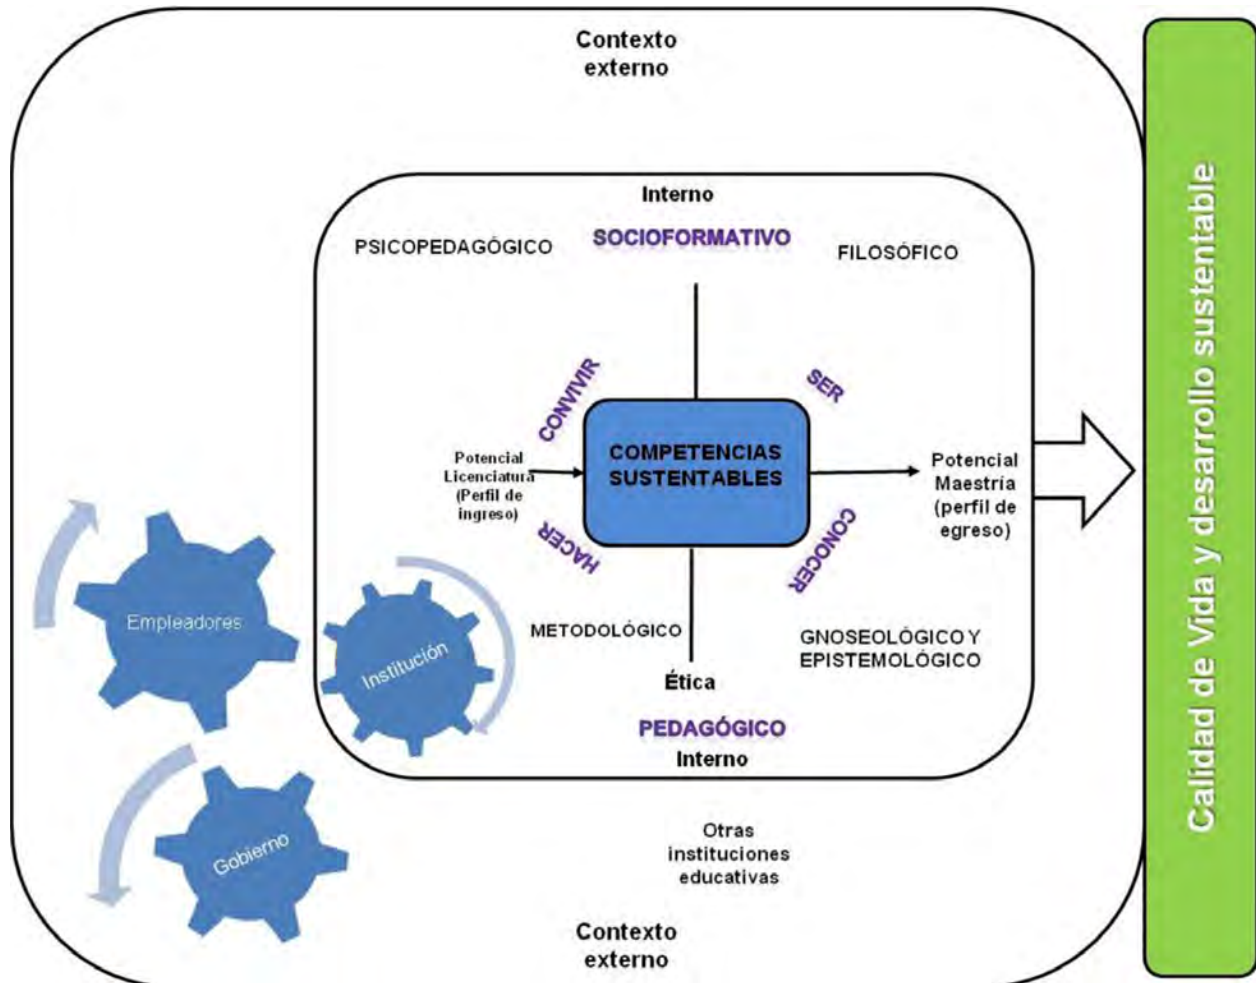 Contexto
externo
Interno
SOCIOFORMATIVO
PSICOPEDAGÓGICO
FILOSÓFICO
CONVIVIR
SER
COMPETENCIAS
SUSTENTABLES
Potencial
Licenciatura
(Perfil de
ingreso)
Potencial
Maestría
(perfil de
egreso)
HACER
CONOCER
Empleadores
Institución
Gobierno
METODOLÓGICO
GNOSEOLÓGICO Y
EPISTEMOLÓGICO
Ética
PEDAGÓGICO
Interno
Otras
instituciones
educativas
Contexto
externo
Calidad de Vida y desarrollo sustentable